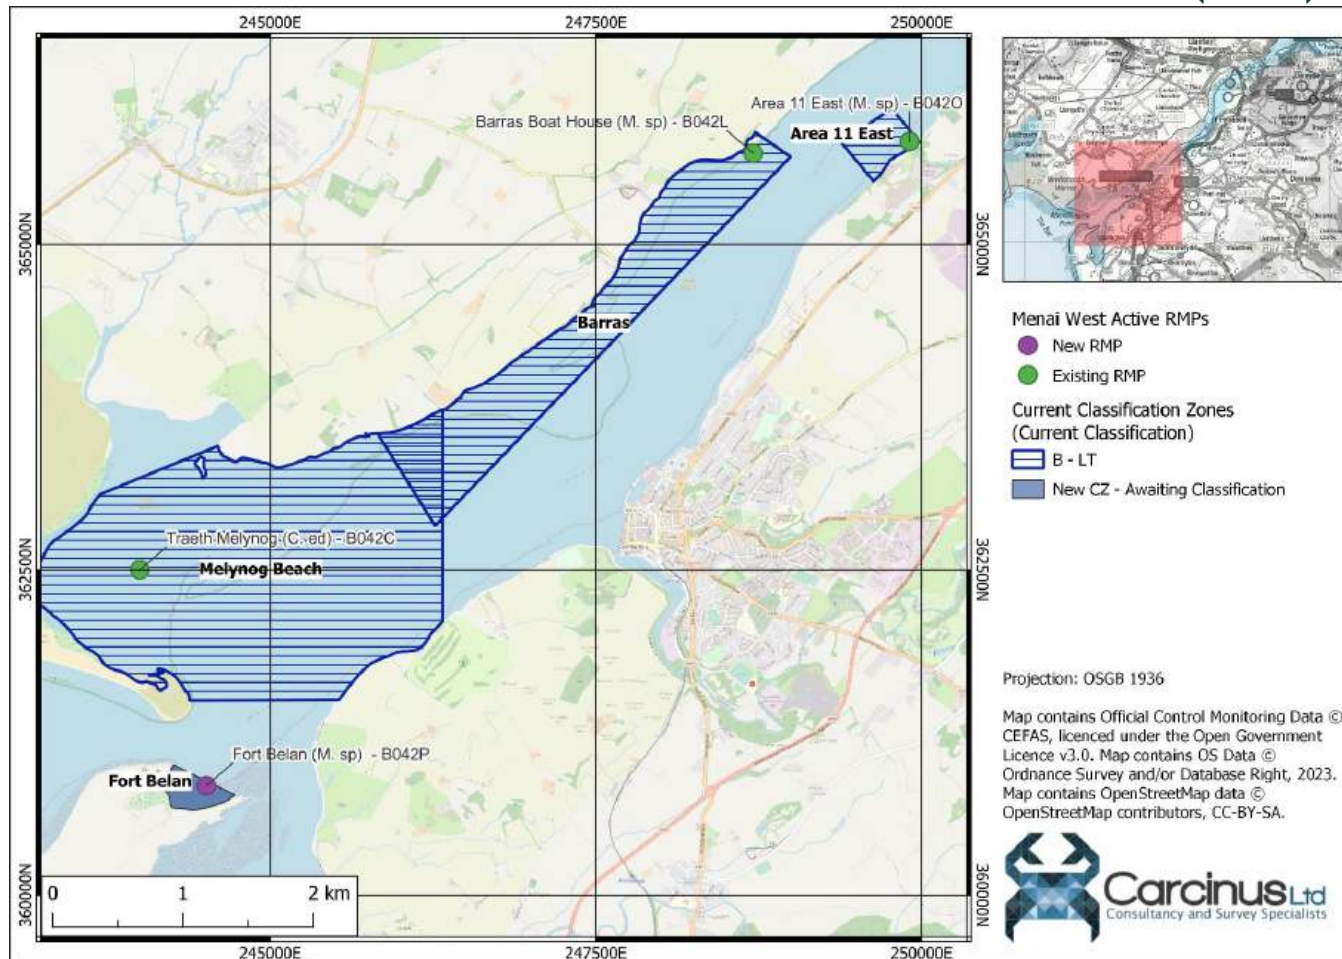 245000E
247500E
250000E
Area 11 East (M. sp) - B042O
Barras Boat House (M. sp) - B042L
Area 11 East
365000N
365000N
Barras
362500N
362500N
Traeth Melynog (C. ed) - B042C
Melynog Beach
Fort Belan (M. sp) - B042P
Fort Belan
0
1
2 km
360000N
360000N
245000E
247500E
250000E
Menai West Active RMPs
New RMP
Existing RMP
Current Classification Zones
(Current Classification)
B - LT
New CZ - Awaiting Classification
Projection: OSGB 1936
Map contains Official Control Monitoring Data ©
CEFAS, licenced under the Open Government
Licence v3.0. Map contains OS Data ©
Ordnance Survey and/or Database Right, 2023.
Map contains OpenStreetMap data ©
OpenStreetMap contributors, CC-BY-SA.
Carcinus Ltd
Consultancy and Survey Specialists